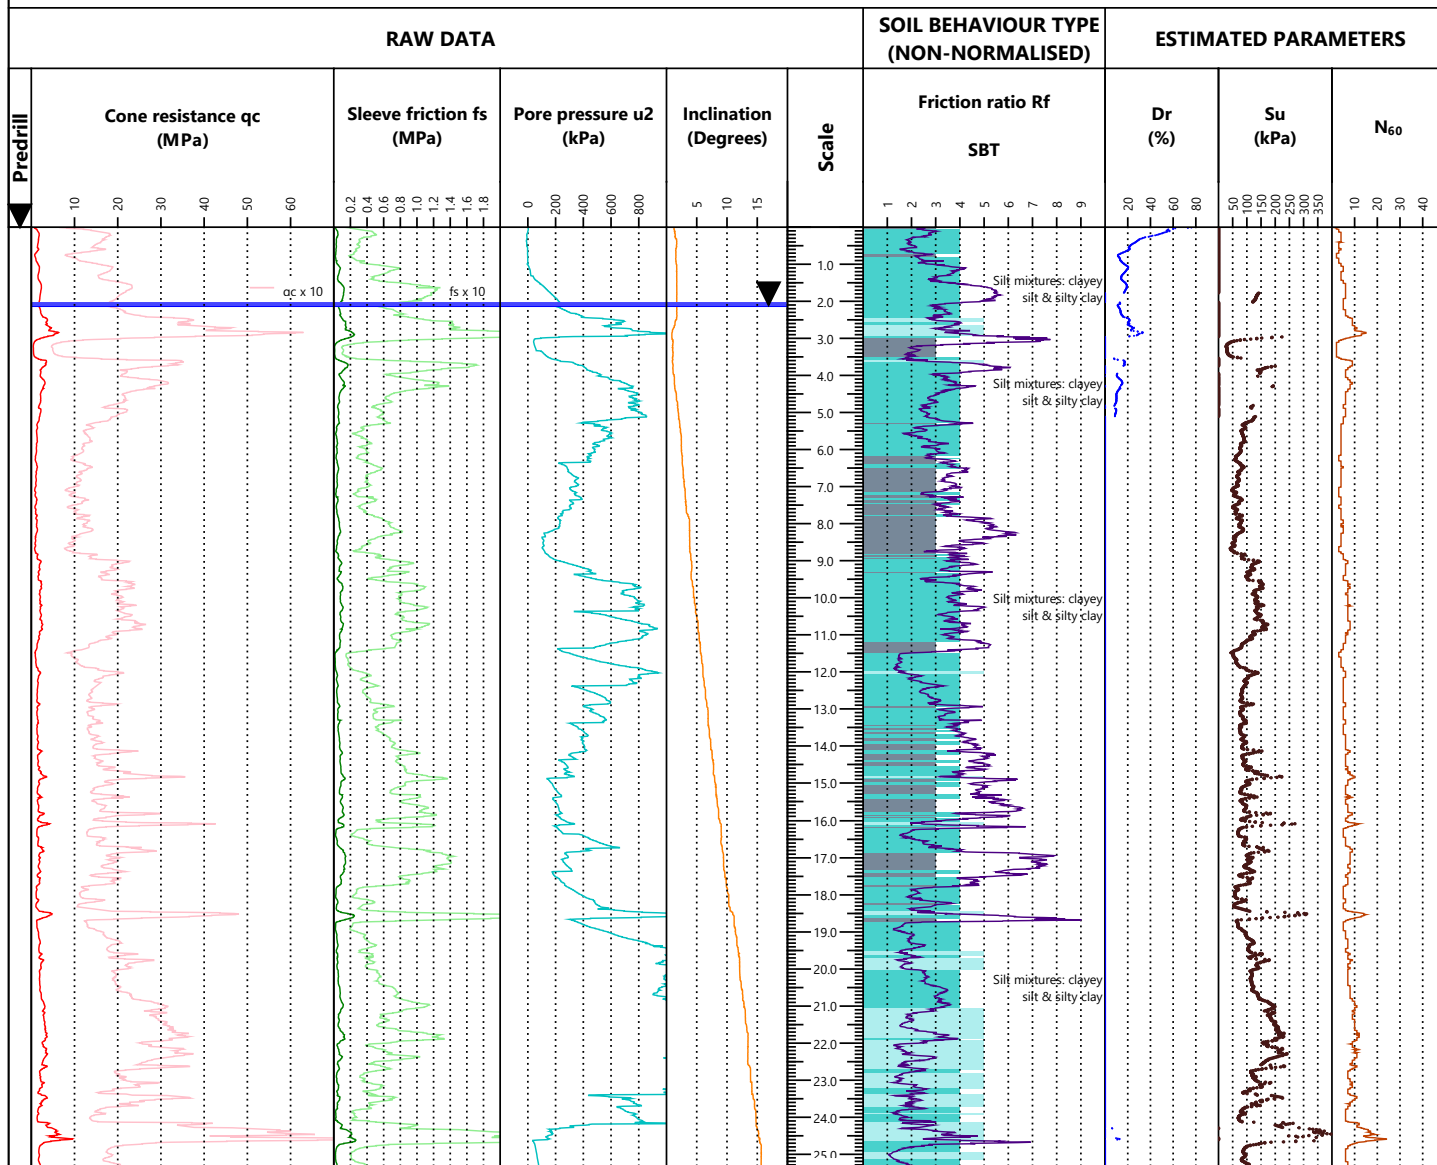 RAW DATA
SOIL BEHAVIOUR TYPE
(NON-NORMALISED)
ESTIMATED PARAMETERS
Predrill
Cone resistance qc
(MPa)
Sleeve friction fs
(MPa)
Pore pressure u2
(kPa)
Inclination
(Degrees)
Scale
Friction ratio Rf
SBT
Dr
(%)
Su
(kPa)
N₆₀
10 20 30 40 50 60
0.2 0.4 0.6 0.8 1.0 1.2 1.4 1.6 1.8
0 200 400 600 800
5 10 15
1 2 3 4 5 6 7 8 9
20 40 60 80
50 100 150 200 250 300 350
10 20 30 40
qc x 10
fs x 10
1.0
Silt mixtures: clayey
silt & silty clay
2.0
3.0
4.0
Silt mixtures: clayey
silt & silty clay
5.0
6.0
7.0
8.0
9.0
10.0
Silt mixtures: clayey
silt & silty clay
11.0
12.0
13.0
14.0
15.0
16.0
17.0
18.0
19.0
20.0
Silt mixtures: clayey
silt & silty clay
21.0
22.0
23.0
24.0
25.0